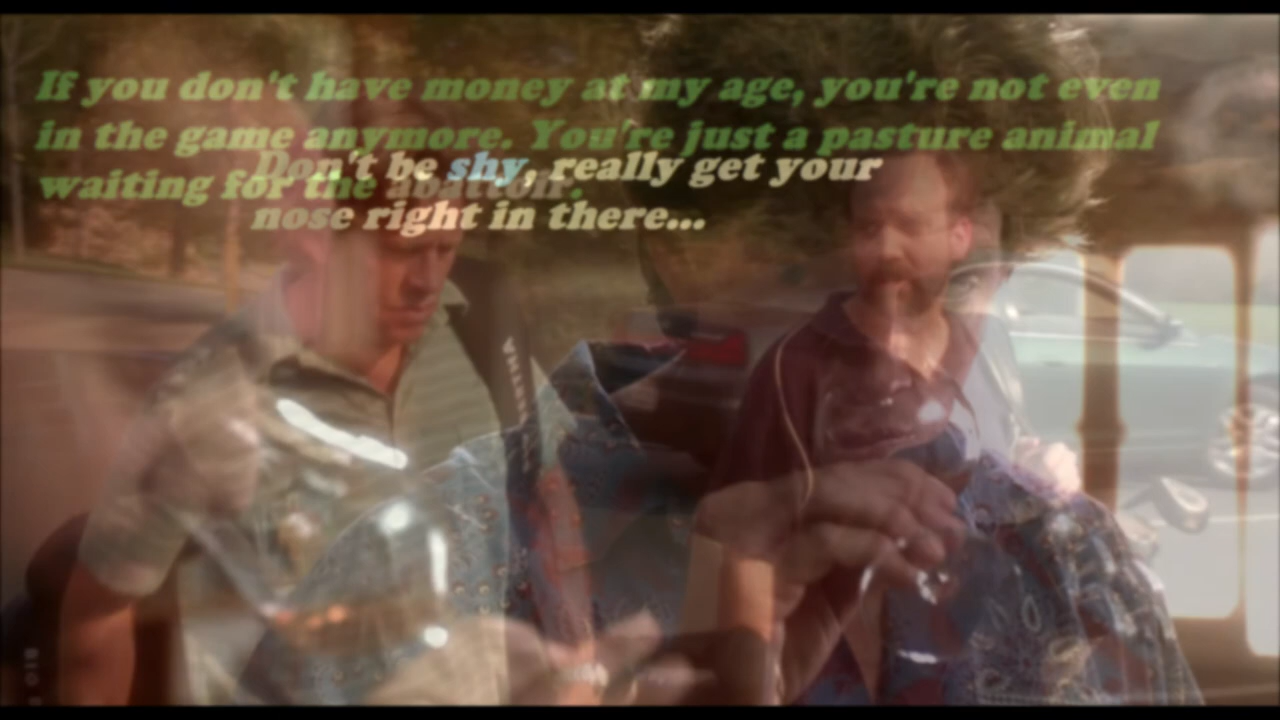 If you don't have money at my age, you're not even
in the game anymore. You're just a pasture animal
waiting for the abattoir.
Don't be shy, really get your
nose right in there...